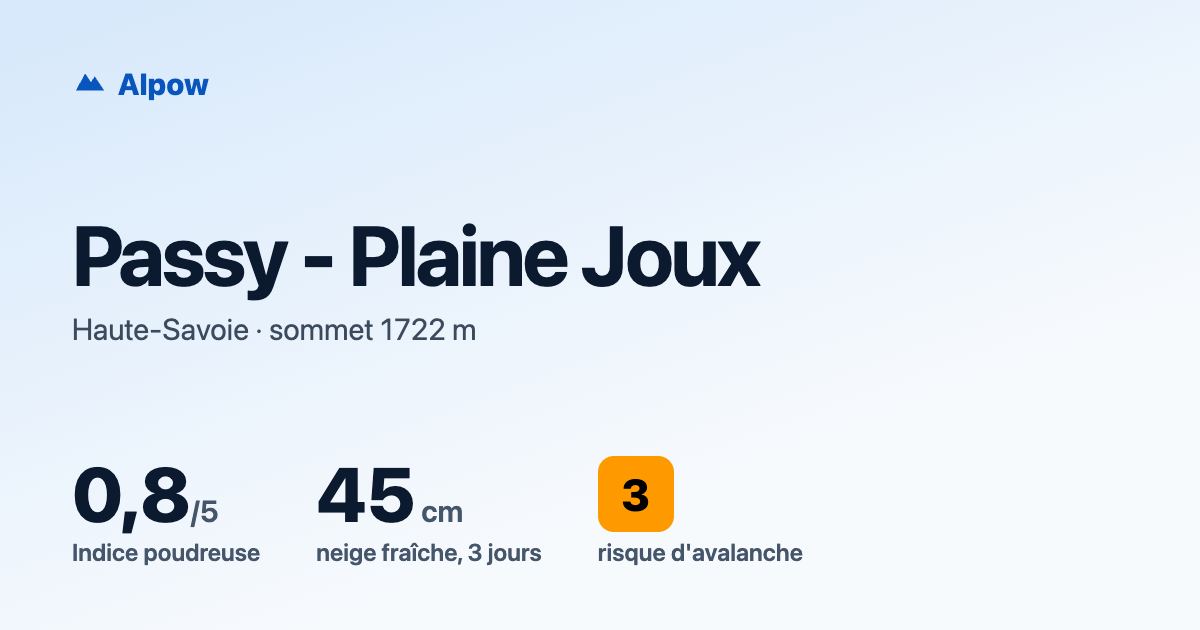 Alpow
Passy - Plaine Joux
Haute-Savoie · sommet 1722 m
0,8/5
Indice poudreuse
45 cm
neige fraîche, 3 jours
3
risque d'avalanche